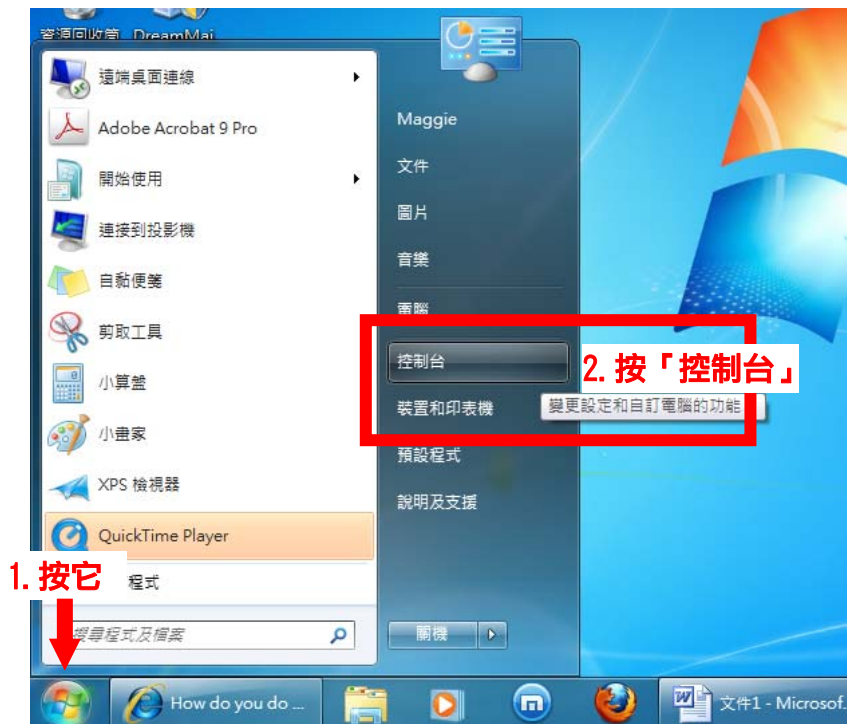 資源回收筒 DreamMai
遠端桌面連線
Adobe Acrobat 9 Pro
開始使用
連接到投影機
自黏便箋
剪取工具
小算盤
小畫家
XPS 檢視器
QuickTime Player
程式
搜尋程式及檔案
Maggie
文件
圖片
音樂
電腦
控制台
裝置和印表機
預設程式
說明及支援
關機
2. 按「控制台」
變更設定和自訂電腦的功能
1. 按它
How do you do ...
文件1 - Microsof.